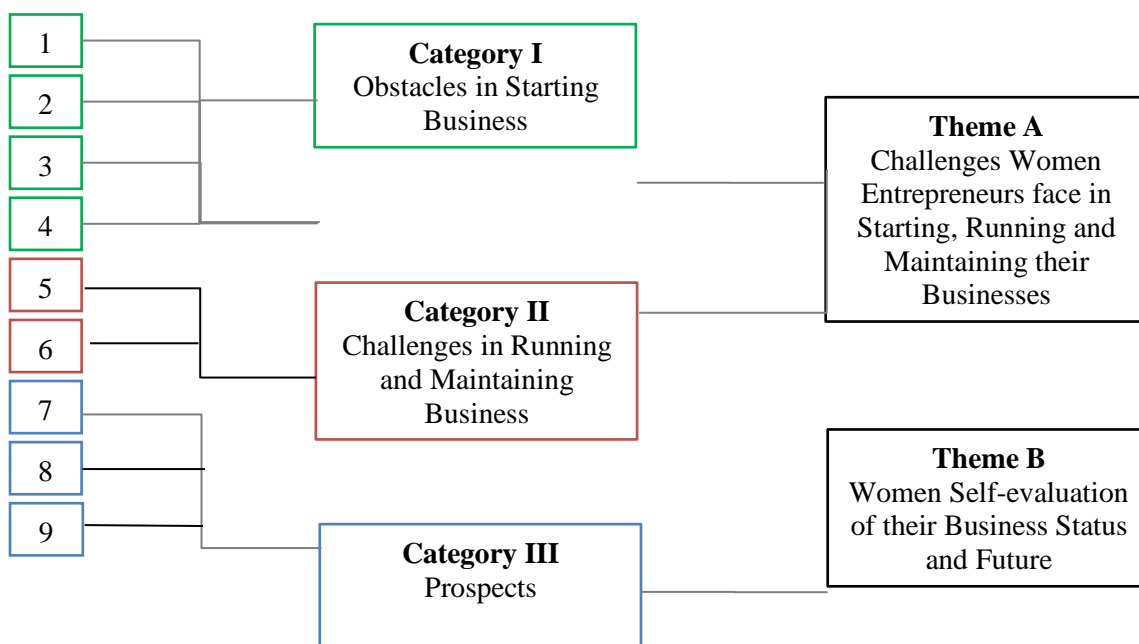 1
2
3
4
5
6
7
8
9
Category I
Obstacles in Starting
Business
Category II
Challenges in Running
and Maintaining
Business
Category III
Prospects
Theme A
Challenges Women
Entrepreneurs face in
Starting, Running and
Maintaining their
Businesses
Theme B
Women Self-evaluation
of their Business Status
and Future